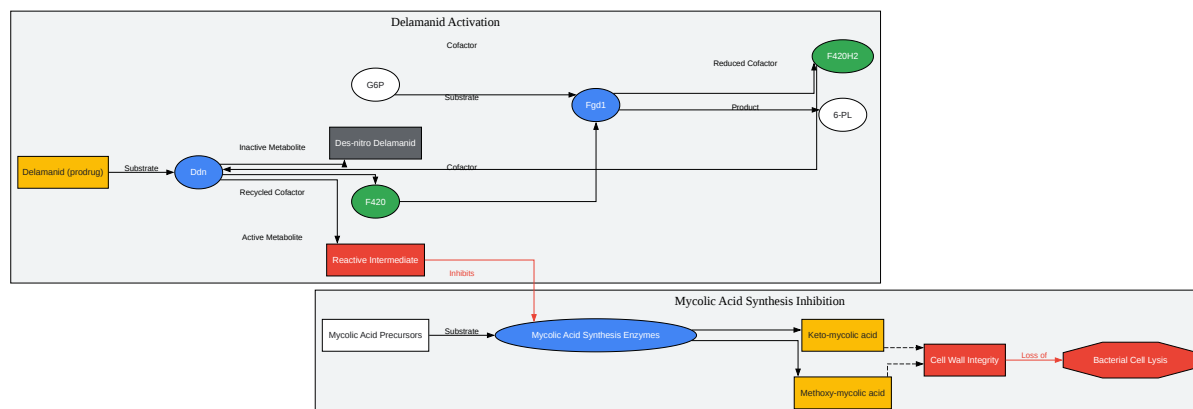 Delamanid Activation
Cofactor
F420H2
Reduced Cofactor
G6P
Substrate
Fgd1
Product
6-PL
Des-nitro Delamanid
Inactive Metabolite
Delamanid (prodrug)
Substrate
Ddn
Cofactor
Recycled Cofactor
F420
Active Metabolite
Reactive Intermediate
Inhibits
Mycolic Acid Synthesis Inhibition
Mycolic Acid Precursors
Substrate
Mycolic Acid Synthesis Enzymes
Keto-mycolic acid
Cell Wall Integrity
Loss of
Bacterial Cell Lysis
Methoxy-mycolic acid